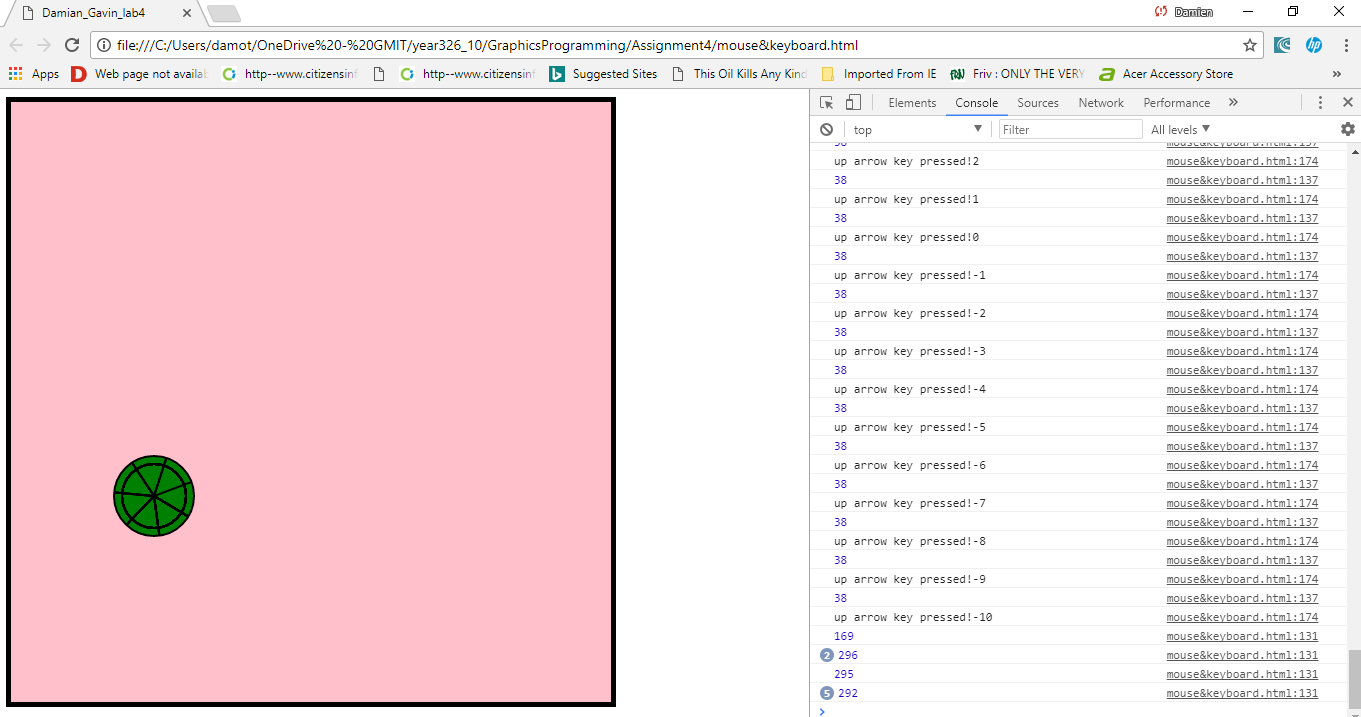 Damian_Gavin_lab4
Damien
file:///C:/Users/damot/OneDrive%20-%20GMIT/year326_10/GraphicsProgramming/Assignment4/mouse&keyboard.html
Apps Web page not availab http--www.citizensinf http--www.citizensinf Suggested Sites This Oil Kills Any Kind Imported From IE Friv : ONLY THE VERY Acer Accessory Store »
Elements Console Sources Network Performance »
top Filter All levels
38 mouse&keyboard.html:137
up arrow key pressed!2 mouse&keyboard.html:174
38 mouse&keyboard.html:137
up arrow key pressed!1 mouse&keyboard.html:174
38 mouse&keyboard.html:137
up arrow key pressed!0 mouse&keyboard.html:174
38 mouse&keyboard.html:137
up arrow key pressed!-1 mouse&keyboard.html:174
38 mouse&keyboard.html:137
up arrow key pressed!-2 mouse&keyboard.html:174
38 mouse&keyboard.html:137
up arrow key pressed!-3 mouse&keyboard.html:174
38 mouse&keyboard.html:137
up arrow key pressed!-4 mouse&keyboard.html:174
38 mouse&keyboard.html:137
up arrow key pressed!-5 mouse&keyboard.html:174
38 mouse&keyboard.html:137
up arrow key pressed!-6 mouse&keyboard.html:174
38 mouse&keyboard.html:137
up arrow key pressed!-7 mouse&keyboard.html:174
38 mouse&keyboard.html:137
up arrow key pressed!-8 mouse&keyboard.html:174
38 mouse&keyboard.html:137
up arrow key pressed!-9 mouse&keyboard.html:174
38 mouse&keyboard.html:137
up arrow key pressed!-10 mouse&keyboard.html:174
169 mouse&keyboard.html:131
2 296 mouse&keyboard.html:131
295 mouse&keyboard.html:131
5 292 mouse&keyboard.html:131